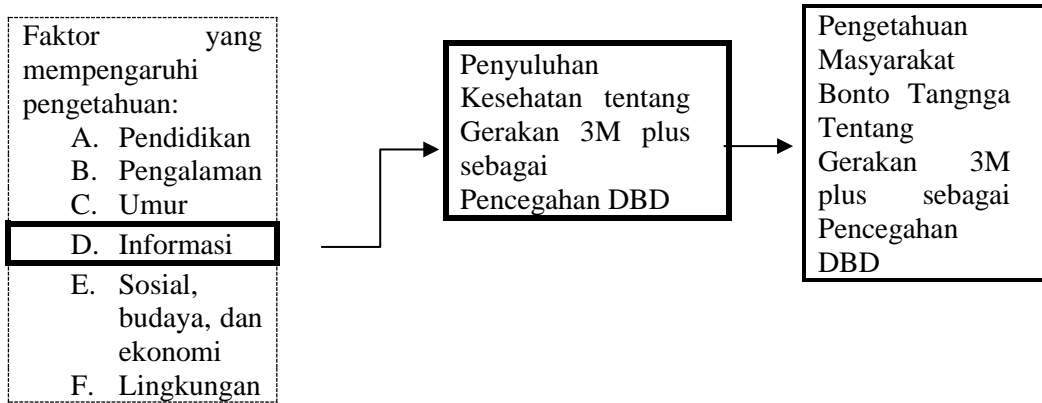 Faktor yang
mempengaruhi
pengetahuan:
A. Pendidikan
B. Pengalaman
C. Umur
D. Informasi
E. Sosial,
budaya, dan
ekonomi
F. Lingkungan
Penyuluhan
Kesehatan tentang
Gerakan 3M plus
sebagai
Pencegahan DBD
Pengetahuan
Masyarakat
Bonto Tangnga
Tentang
Gerakan 3M
plus sebagai
Pencegahan
DBD